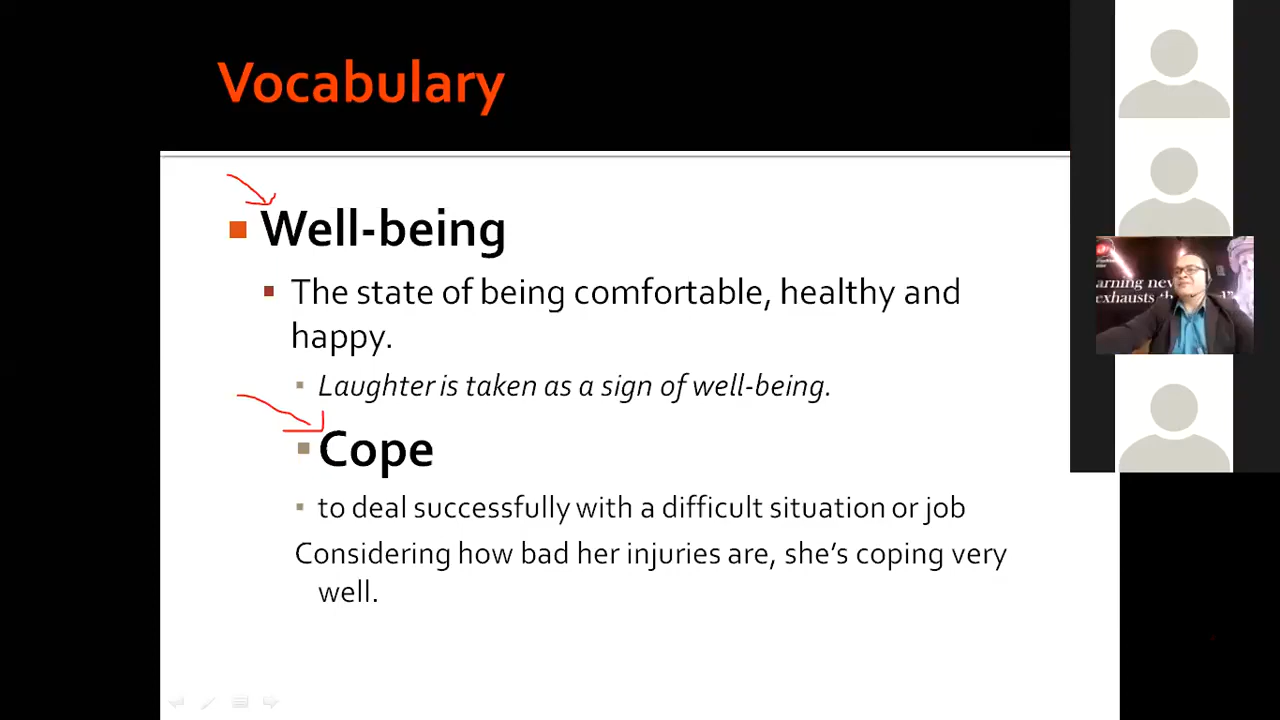 Vocabulary
Well-being
The state of being comfortable, healthy and
happy.
Laughter is taken as a sign of well-being.
Cope
to deal successfully with a difficult situation or job
Considering how bad her injuries are, she's coping very
well.
exhausts